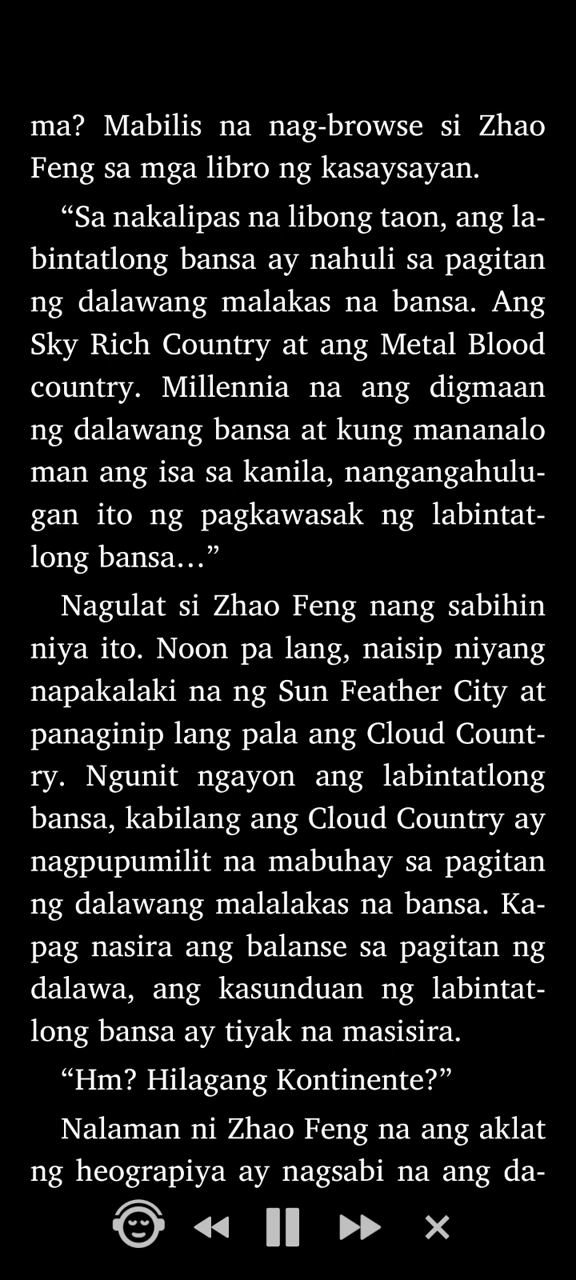 ma? Mabilis na nag-browse si Zhao
Feng sa mga libro ng kasaysayan.
“Sa nakalipas na libong taon, ang la-
bintatlong bansa ay nahuli sa pagitan
ng dalawang malakas na bansa. Ang
Sky Rich Country at ang Metal Blood
country. Millennia na ang digmaan
ng dalawang bansa at kung mananalo
man ang isa sa kanila, nangangahulu-
gan ito ng pagkawasak ng labintat-
long bansa…”
Nagulat si Zhao Feng nang sabihin
niya ito. Noon pa lang, naisip niyang
napakalaki na ng Sun Feather City at
panaginip lang pala ang Cloud Count-
ry. Ngunit ngayon ang labintatlong
bansa, kabilang ang Cloud Country ay
nagpupumilit na mabuhay sa pagitan
ng dalawang malalakas na bansa. Ka-
pag nasira ang balanse sa pagitan ng
dalawa, ang kasunduan ng labintat-
long bansa ay tiyak na masisira.
“Hm? Hilagang Kontinente?”
Nalaman ni Zhao Feng na ang aklat
ng heograpiya ay nagsabi na ang da-